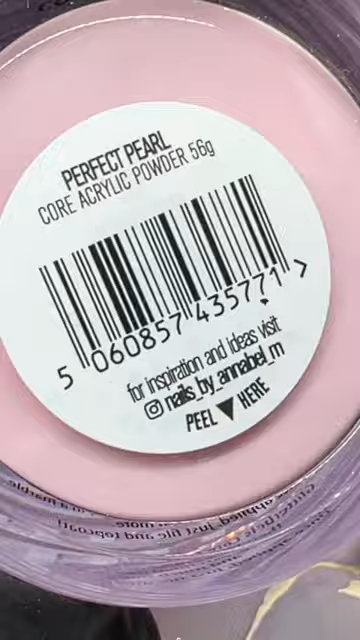 PERFECT PEARL
CORE ACRYLIC POWDER 56g
5 060857 435771 >
for inspiration and ideas visit
nails_by_annabel_m
PEEL ▼ HERE